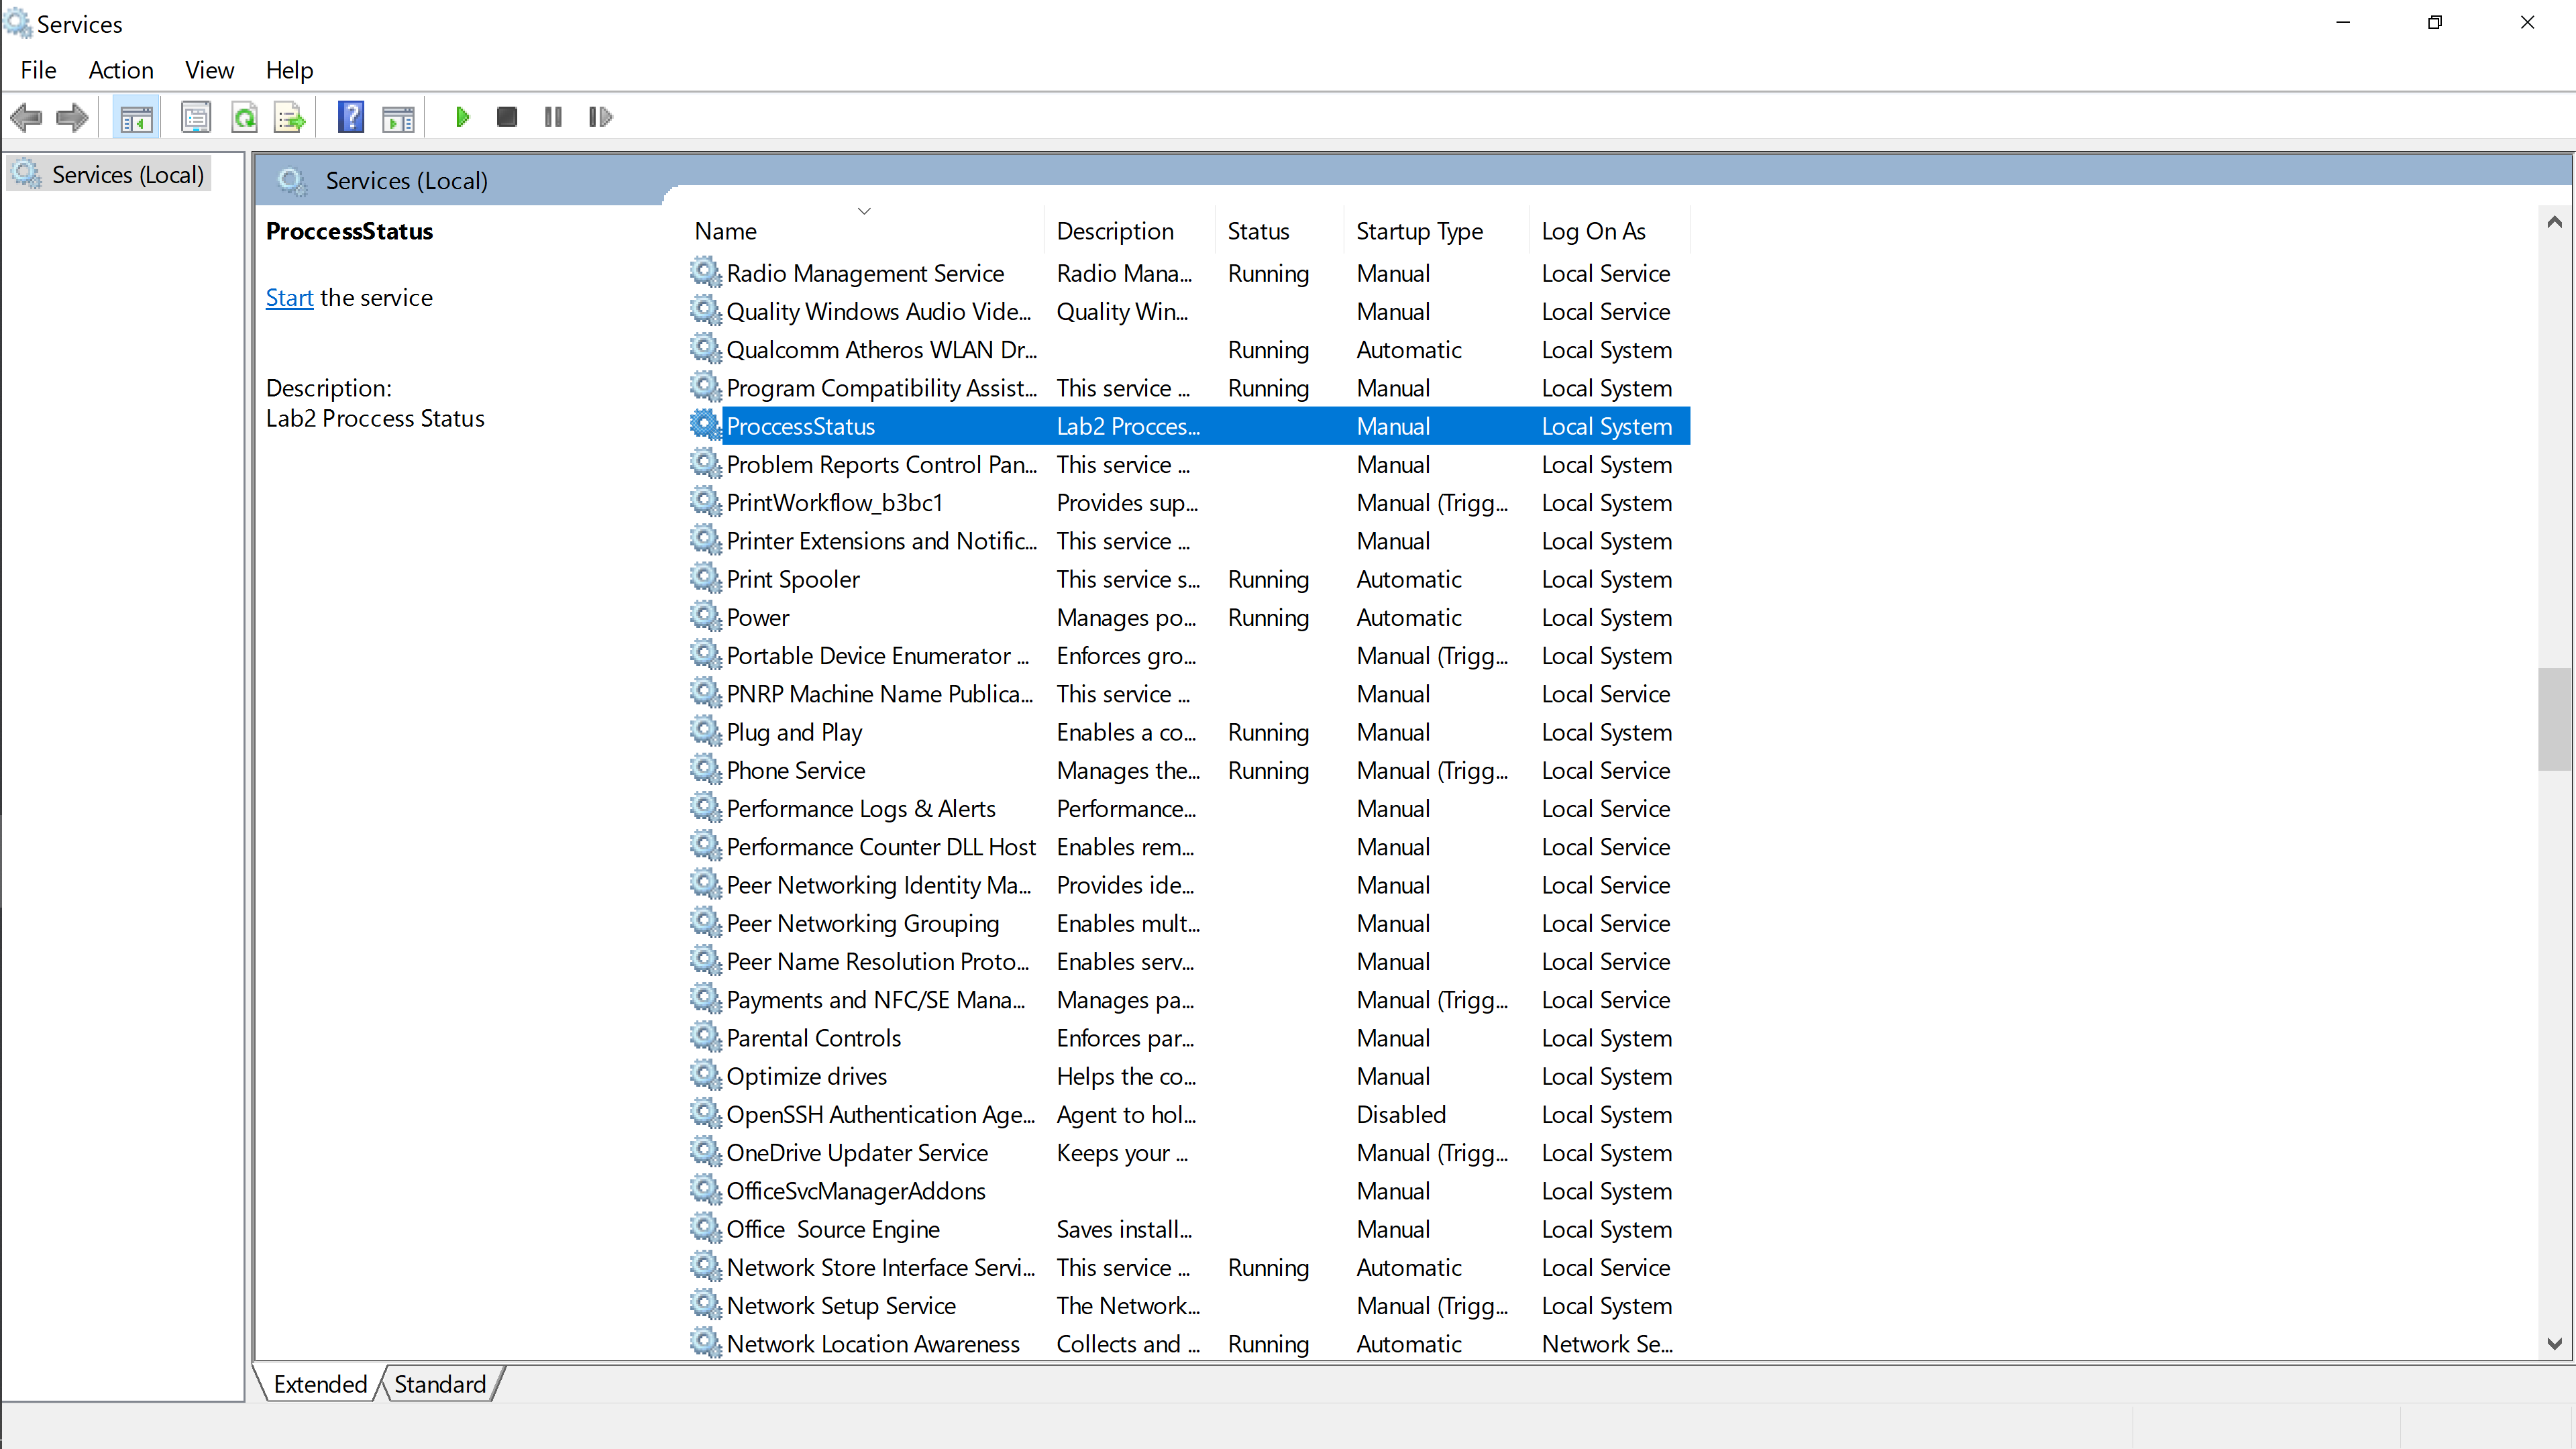 Services
File Action View Help
Services (Local)
Services (Local)
ProccessStatus
Start the service
Description:
Lab2 Proccess Status
Name Description Status Startup Type Log On As
Radio Management Service Radio Mana... Running Manual Local Service
Quality Windows Audio Vide... Quality Win... Manual Local Service
Qualcomm Atheros WLAN Dr... Running Automatic Local System
Program Compatibility Assist... This service ... Running Manual Local System
ProccessStatus Lab2 Procces... Manual Local System
Problem Reports Control Pan... This service ... Manual Local System
PrintWorkflow_b3bc1 Provides sup... Manual (Trigg... Local System
Printer Extensions and Notific... This service ... Manual Local System
Print Spooler This service s... Running Automatic Local System
Power Manages po... Running Automatic Local System
Portable Device Enumerator ... Enforces gro... Manual (Trigg... Local System
PNRP Machine Name Publica... This service ... Manual Local Service
Plug and Play Enables a co... Running Manual Local System
Phone Service Manages the... Running Manual (Trigg... Local Service
Performance Logs & Alerts Performance... Manual Local Service
Performance Counter DLL Host Enables rem... Manual Local Service
Peer Networking Identity Ma... Provides ide... Manual Local Service
Peer Networking Grouping Enables mult... Manual Local Service
Peer Name Resolution Proto... Enables serv... Manual Local Service
Payments and NFC/SE Mana... Manages pa... Manual (Trigg... Local Service
Parental Controls Enforces par... Manual Local System
Optimize drives Helps the co... Manual Local System
OpenSSH Authentication Age... Agent to hol... Disabled Local System
OneDrive Updater Service Keeps your ... Manual (Trigg... Local System
OfficeSvcManagerAddons Manual Local System
Office  Source Engine Saves install... Manual Local System
Network Store Interface Servi... This service ... Running Automatic Local Service
Network Setup Service The Network... Manual (Trigg... Local System
Network Location Awareness Collects and ... Running Automatic Network Se...
Extended Standard